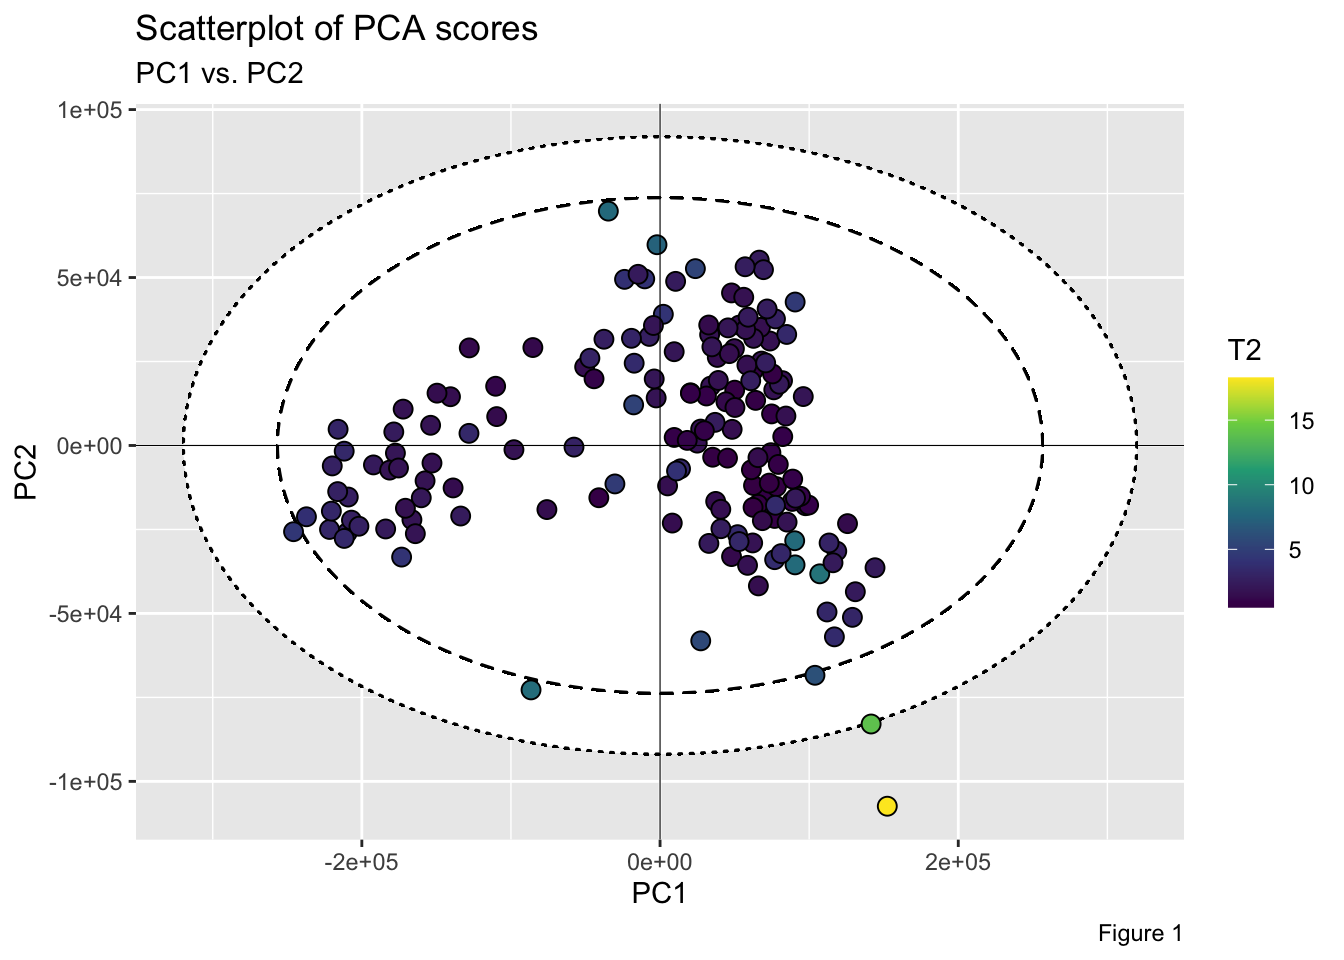 Scatterplot of PCA scores
PC1 vs. PC2
1e+05
5e+04
0e+00
-5e+04
-1e+05
PC2
-2e+05 0e+00 2e+05
PC1
T2
15
10
5
Figure 1